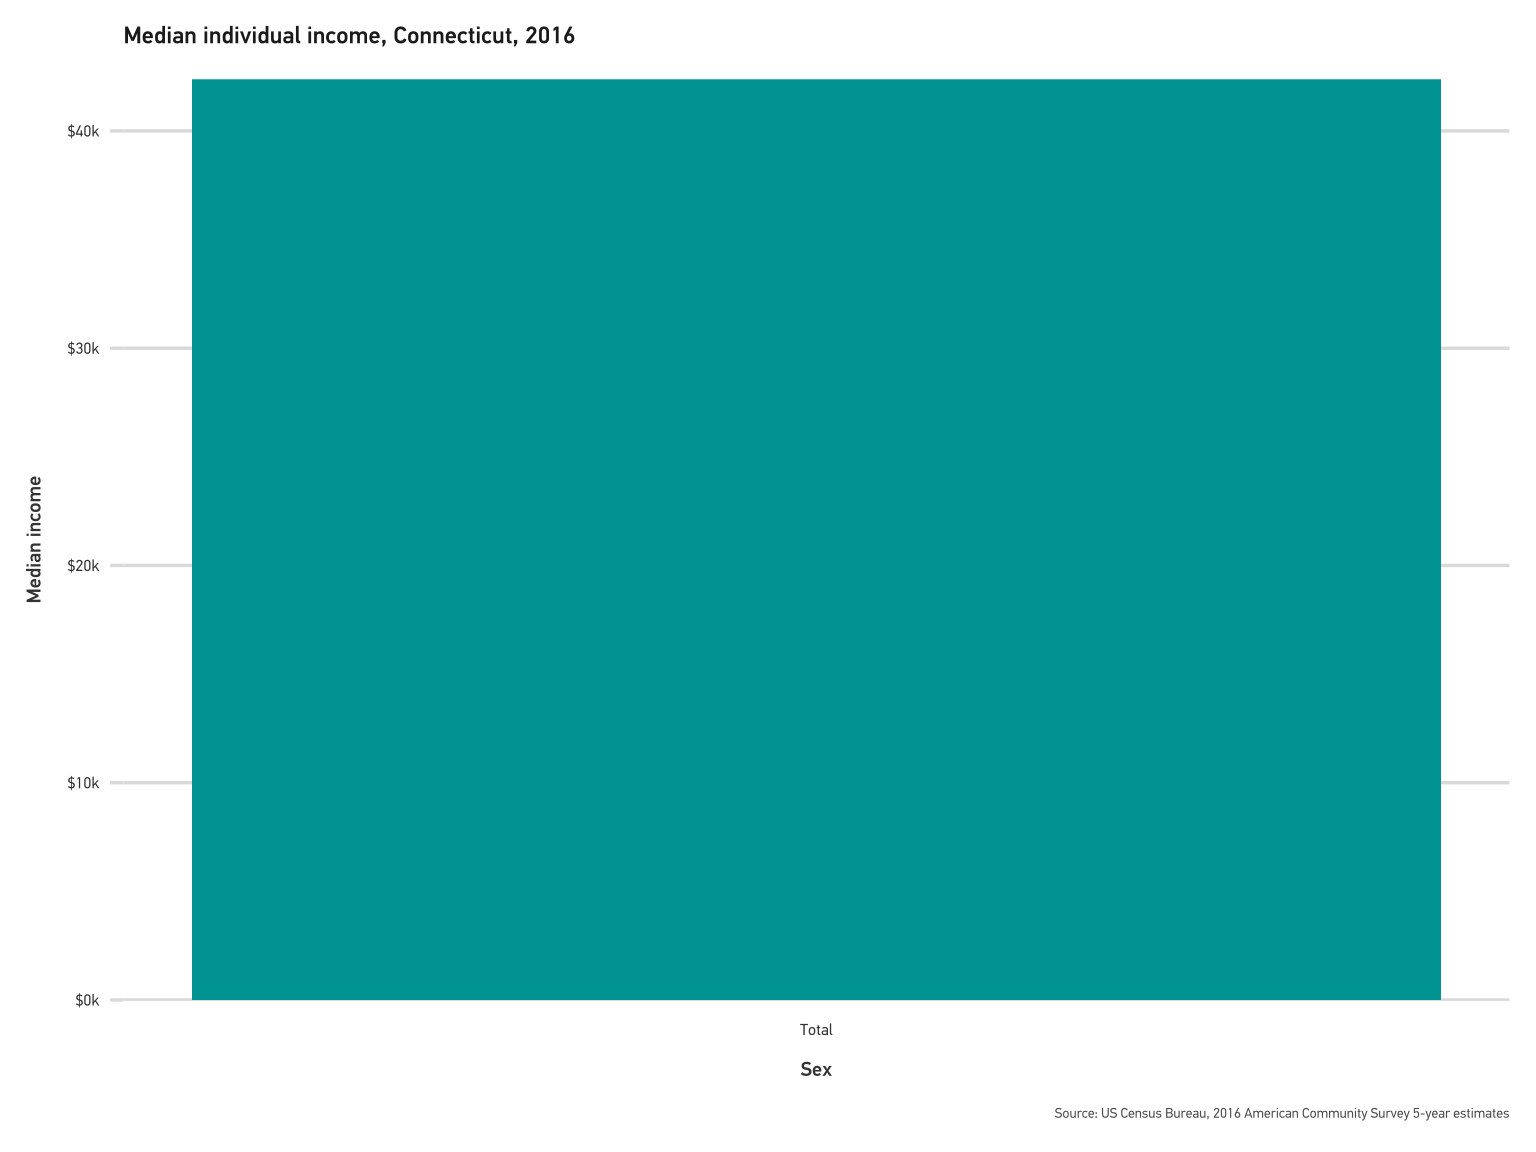 Median individual income, Connecticut, 2016
$40k
$30k
$20k
$10k
$0k
Median income
Total
Sex
Source: US Census Bureau, 2016 American Community Survey 5-year estimates